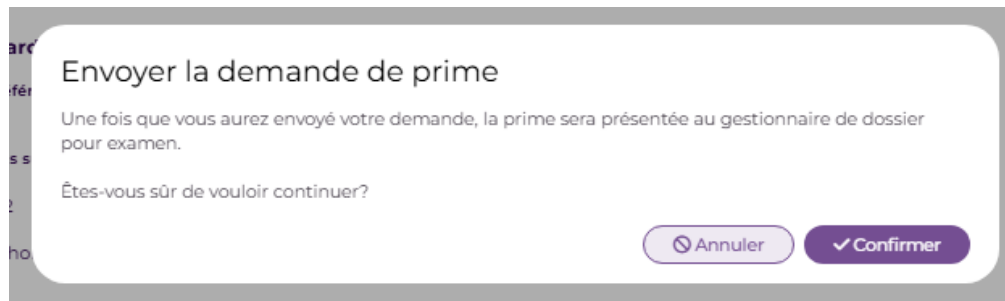 Envoyer la demande de prime
Une fois que vous aurez envoyé votre demande, la prime sera présentée au gestionnaire de dossier
pour examen.
Êtes-vous sûr de vouloir continuer?
Annuler
Confirmer